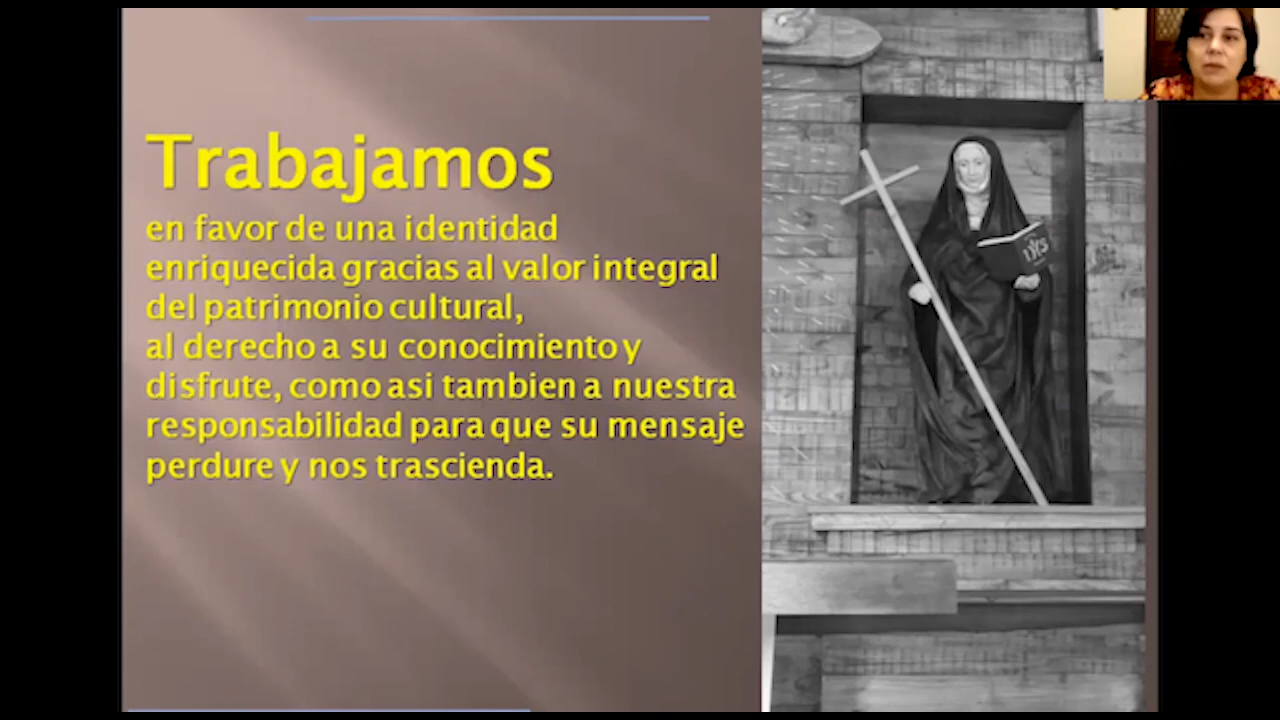 Trabajamos
en favor de una identidad
enriquecida gracias al valor integral
del patrimonio cultural,
al derecho a su conocimiento y
disfrute, como asi tambien a nuestra
responsabilidad para que su mensaje
perdure y nos trascienda.
JHS